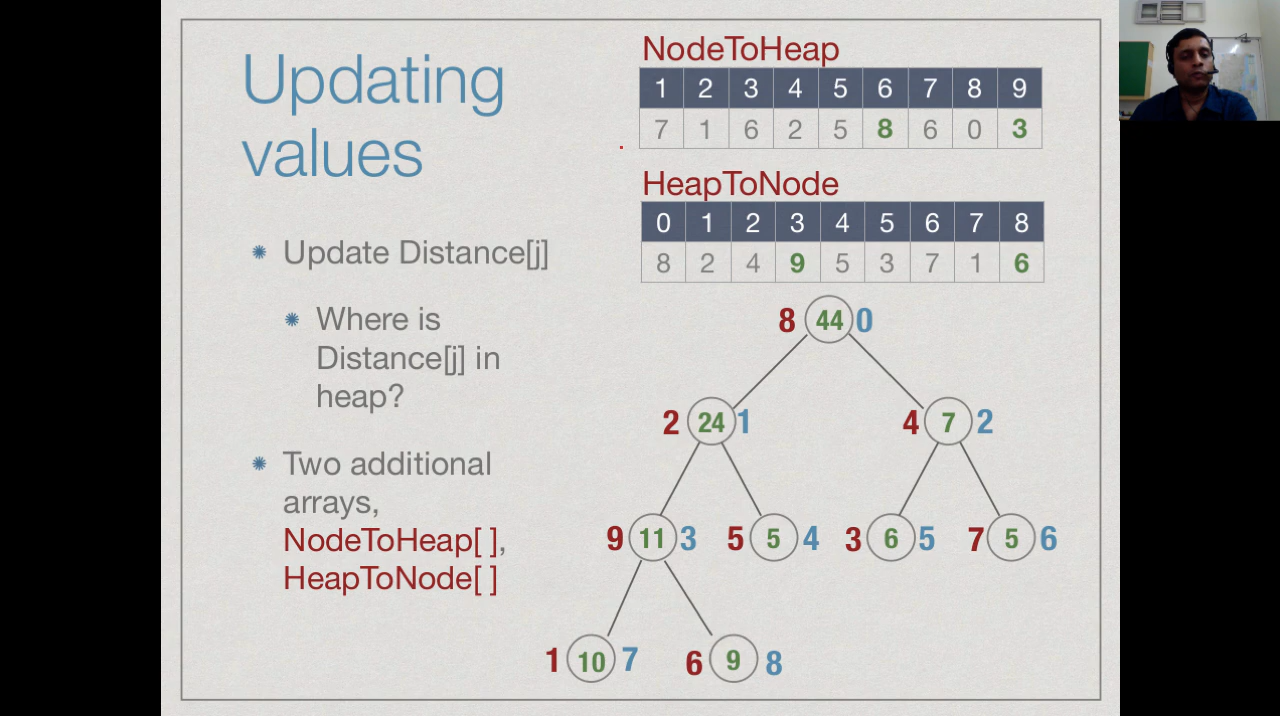 Updating
values
NodeToHeap
1 2 3 4 5 6 7 8 9
7 1 6 2 5 8 6 0 3
HeapToNode
0 1 2 3 4 5 6 7 8
8 2 4 9 5 3 7 1 6
Update Distance[j]
Where is
Distance[j] in
heap?
Two additional
arrays,
NodeToHeap[ ],
HeapToNode[ ]
8 44 0
2 24 1 4 7 2
9 11 3 5 5 4 3 6 5 7 5 6
1 10 7 6 9 8